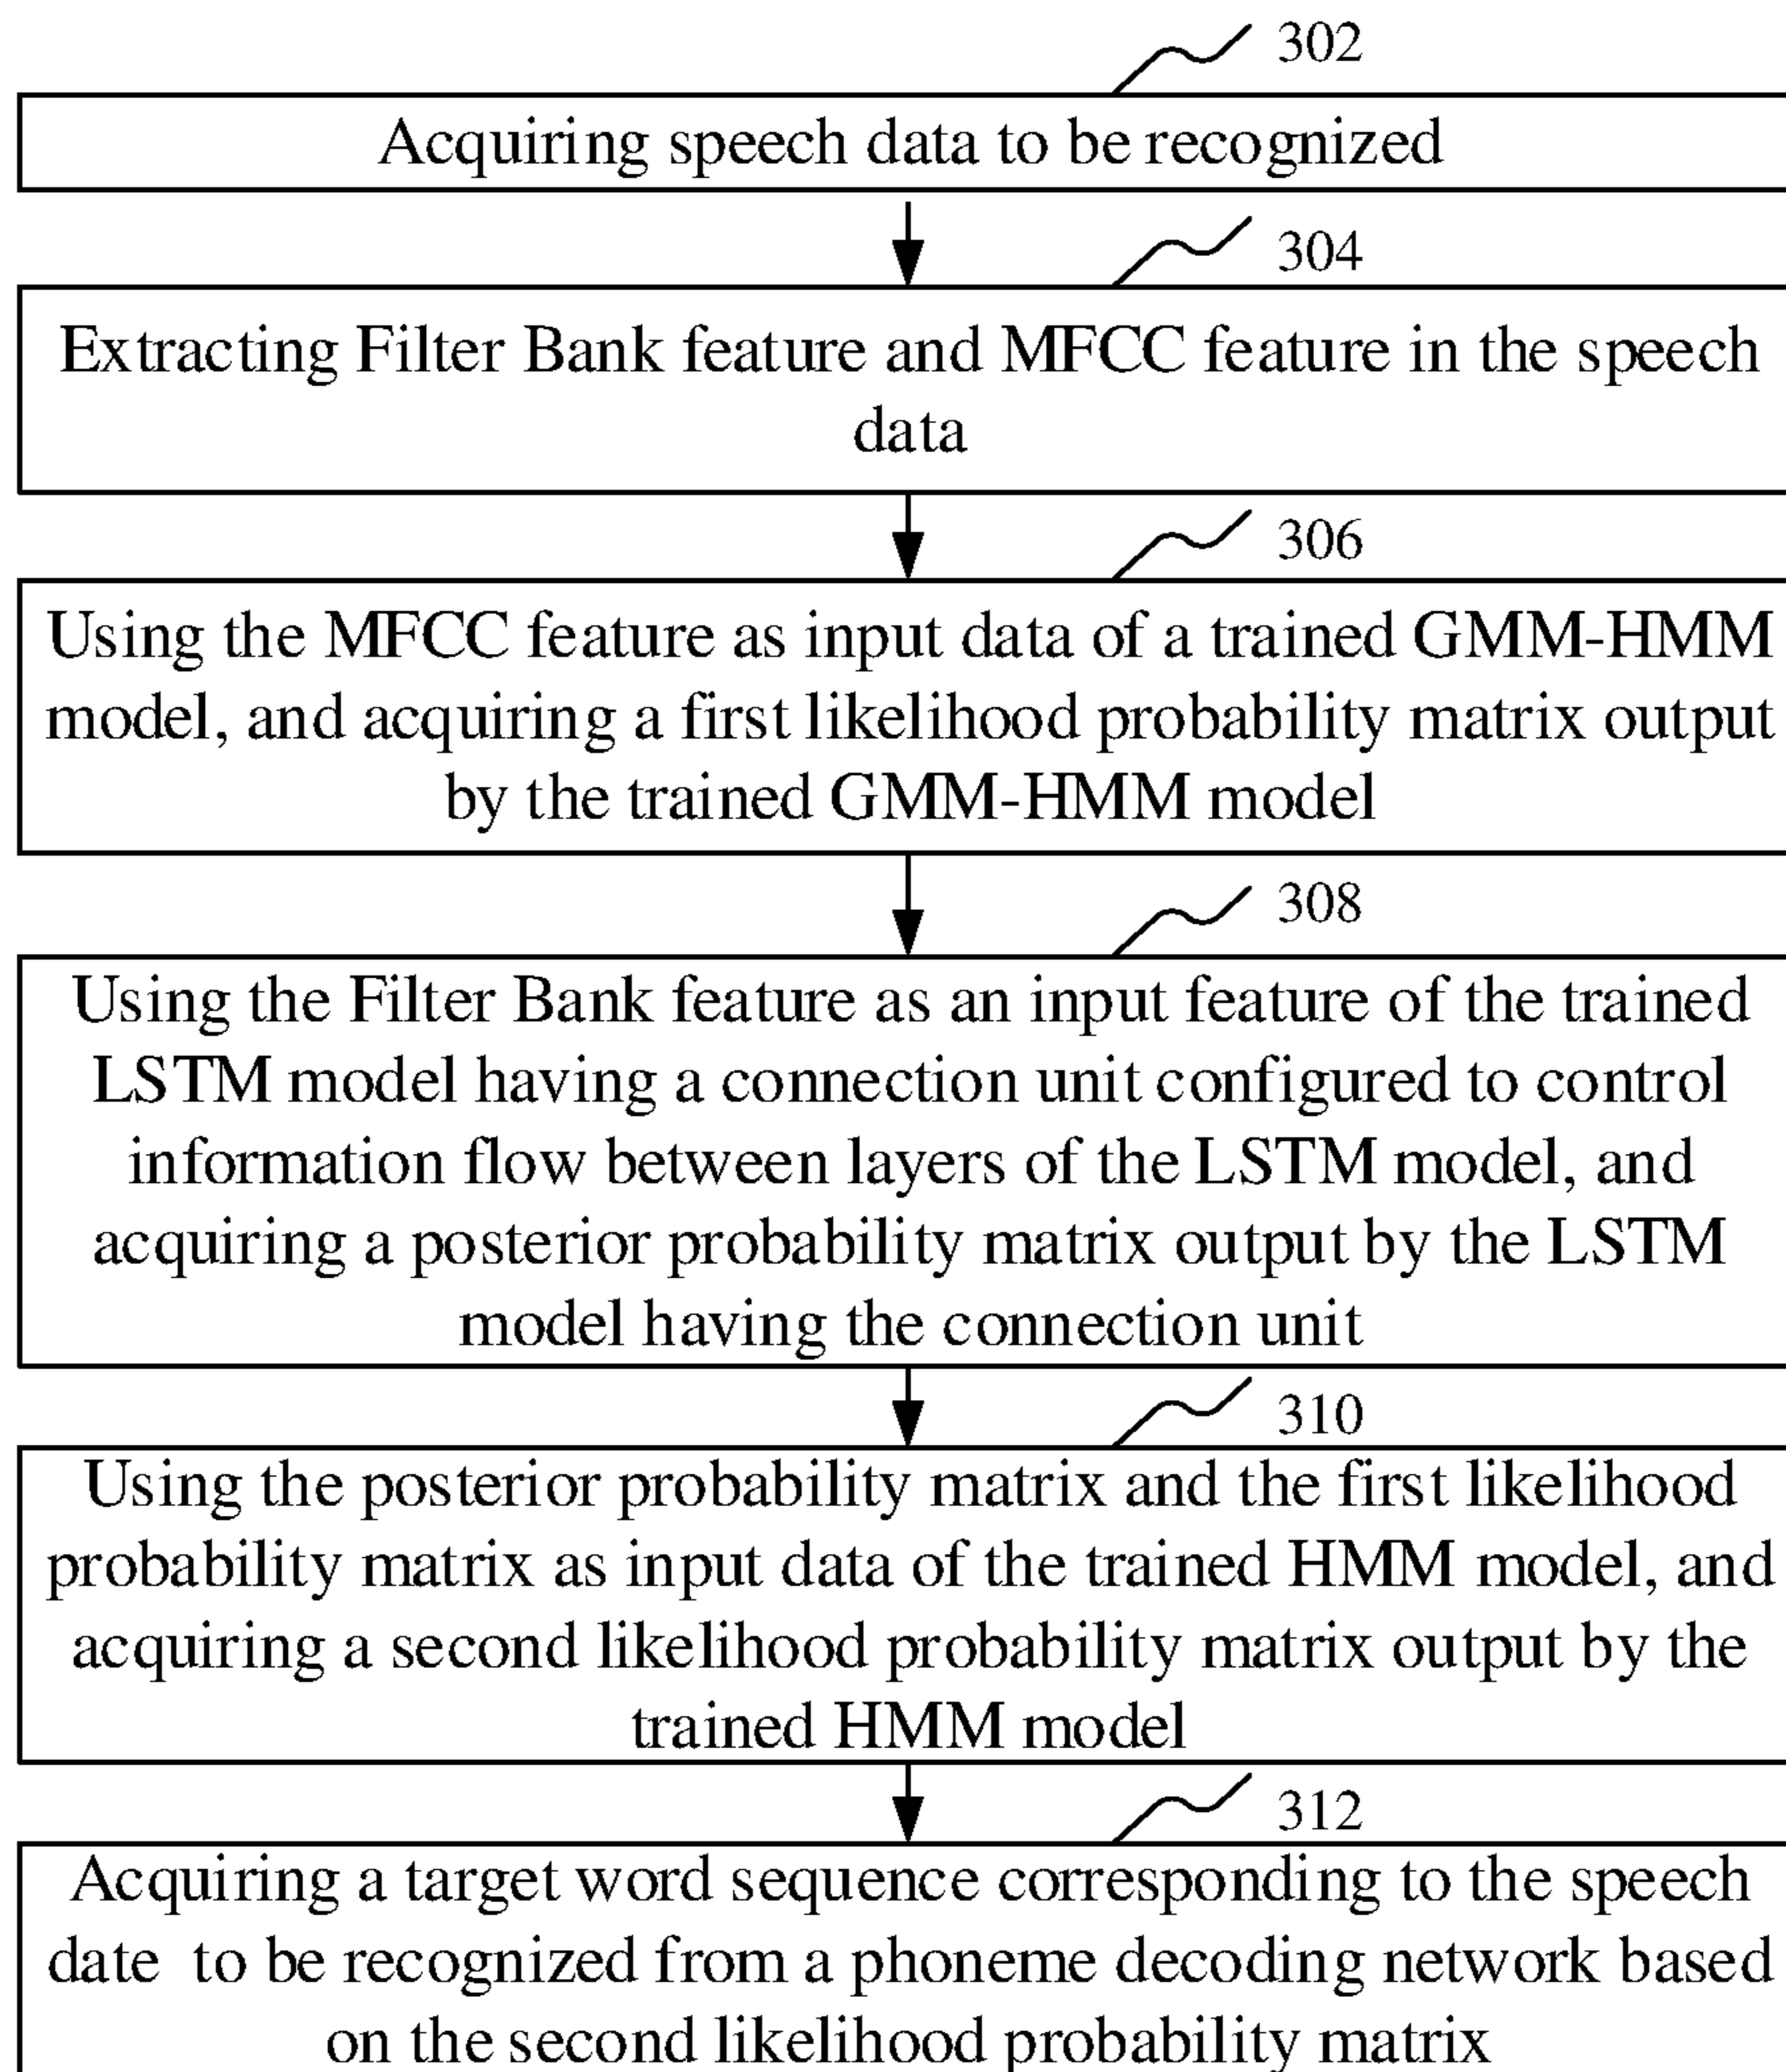 302
Acquiring speech data to be recognized
304
Extracting Filter Bank feature and MFCC feature in the speech
data
306
Using the MFCC feature as input data of a trained GMM-HMM
model, and acquiring a first likelihood probability matrix output
by the trained GMM-HMM model
308
Using the Filter Bank feature as an input feature of the trained
LSTM model having a connection unit configured to control
information flow between layers of the LSTM model, and
acquiring a posterior probability matrix output by the LSTM
model having the connection unit
310
Using the posterior probability matrix and the first likelihood
probability matrix as input data of the trained HMM model, and
acquiring a second likelihood probability matrix output by the
trained HMM model
312
Acquiring a target word sequence corresponding to the speech
date to be recognized from a phoneme decoding network based
on the second likelihood probability matrix